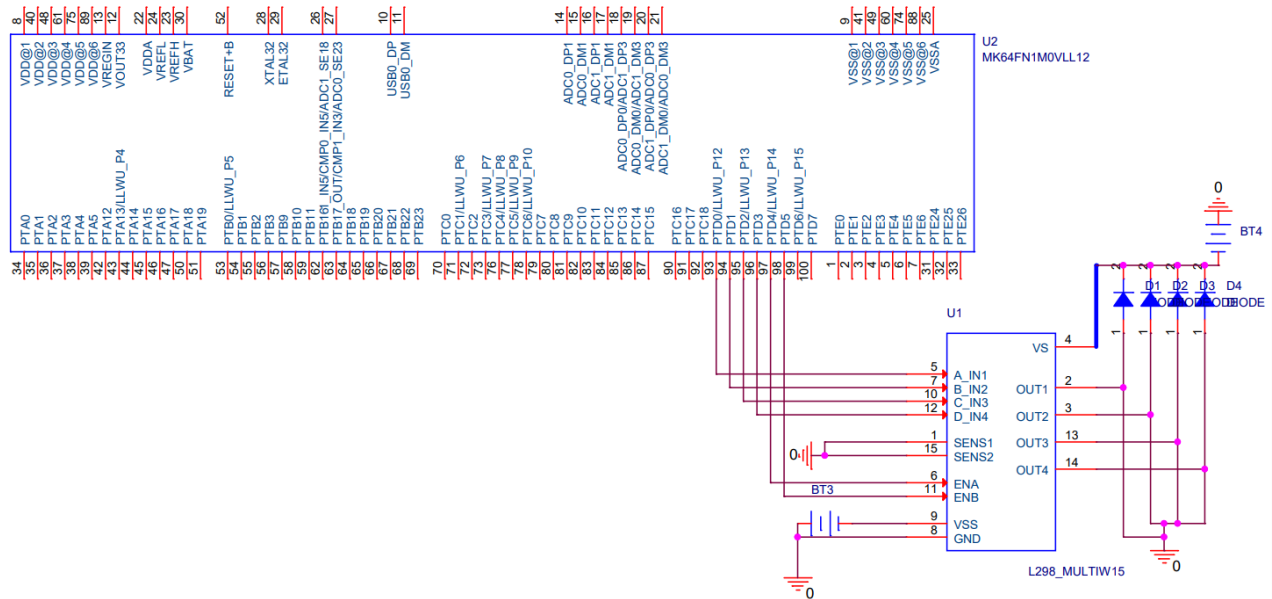 8 40 48 61 75 89 13 12 22 24 23 30 52 28 29 26 27 10 11 14 15 16 17 18 19 20 21 9 41 49 60 74 88 25
VDD@1
VDD@2
VDD@3
VDD@4
VDD@5
VDD@6
VREGIN
VOUT33
VDDA
VREFL
VREFH
VBAT
RESET+B
XTAL32
ETAL32
PTB16l_IN5/CMP0_IN5/ADC1_SE18
PTB17_OUT/CMP1_IN3/ADC0_SE23
USB0_DP
USB0_DM
ADC0_DP1
ADC0_DM1
ADC1_DP1
ADC1_DM1
ADC0_DP0/ADC1_DP3
ADC0_DM0/ADC1_DM3
ADC1_DP0/ADC0_DP3
ADC1_DM0/ADC0_DM3
VSS@1
VSS@2
VSS@3
VSS@4
VSS@5
VSS@6
VSSA
U2
MK64FN1M0VLL12
PTA0
PTA1
PTA2
PTA3
PTA4
PTA5
PTA12
PTA13/LLWU_P4
PTA14
PTA15
PTA16
PTA17
PTA18
PTA19
PTB0/LLWU_P5
PTB1
PTB2
PTB3
PTB9
PTB10
PTB11
PTB18
PTB19
PTB20
PTB21
PTB22
PTB23
PTC0
PTC1/LLWU_P6
PTC2
PTC3/LLWU_P7
PTC4/LLWU_P8
PTC5/LLWU_P9
PTC6/LLWU_P10
PTC7
PTC8
PTC9
PTC10
PTC11
PTC12
PTC13
PTC14
PTC15
PTC16
PTC17
PTC18
PTD0/LLWU_P12
PTD1
PTD2/LLWU_P13
PTD3
PTD4/LLWU_P14
PTD5
PTD6/LLWU_P15
PTD7
PTE0
PTE1
PTE2
PTE3
PTE4
PTE5
PTE6
PTE24
PTE25
PTE26
34 35 36 37 38 39 42 43 44 45 46 47 50 51 53 54 55 56 57 58 59 62 63 64 65 66 67 68 69 70 71 72 73 76 77 78 79 80 81 82 83 84 85 86 87 90 91 92 93 94 95 96 97 98 99 100 1 2 3 4 5 6 7 31 32 33
0
BT4
2 2 2 2
D1 D2 D3 D4
DIODE
1 1 1 1
U1
VS 4
5 A_IN1
7 B_IN2
10 C_IN3
12 D_IN4
OUT1 2
OUT2 3
OUT3 13
OUT4 14
1 SENS1
15 SENS2
0
6 ENA
11 ENB
BT3
9 VSS
8 GND
0
0
L298_MULTIW15